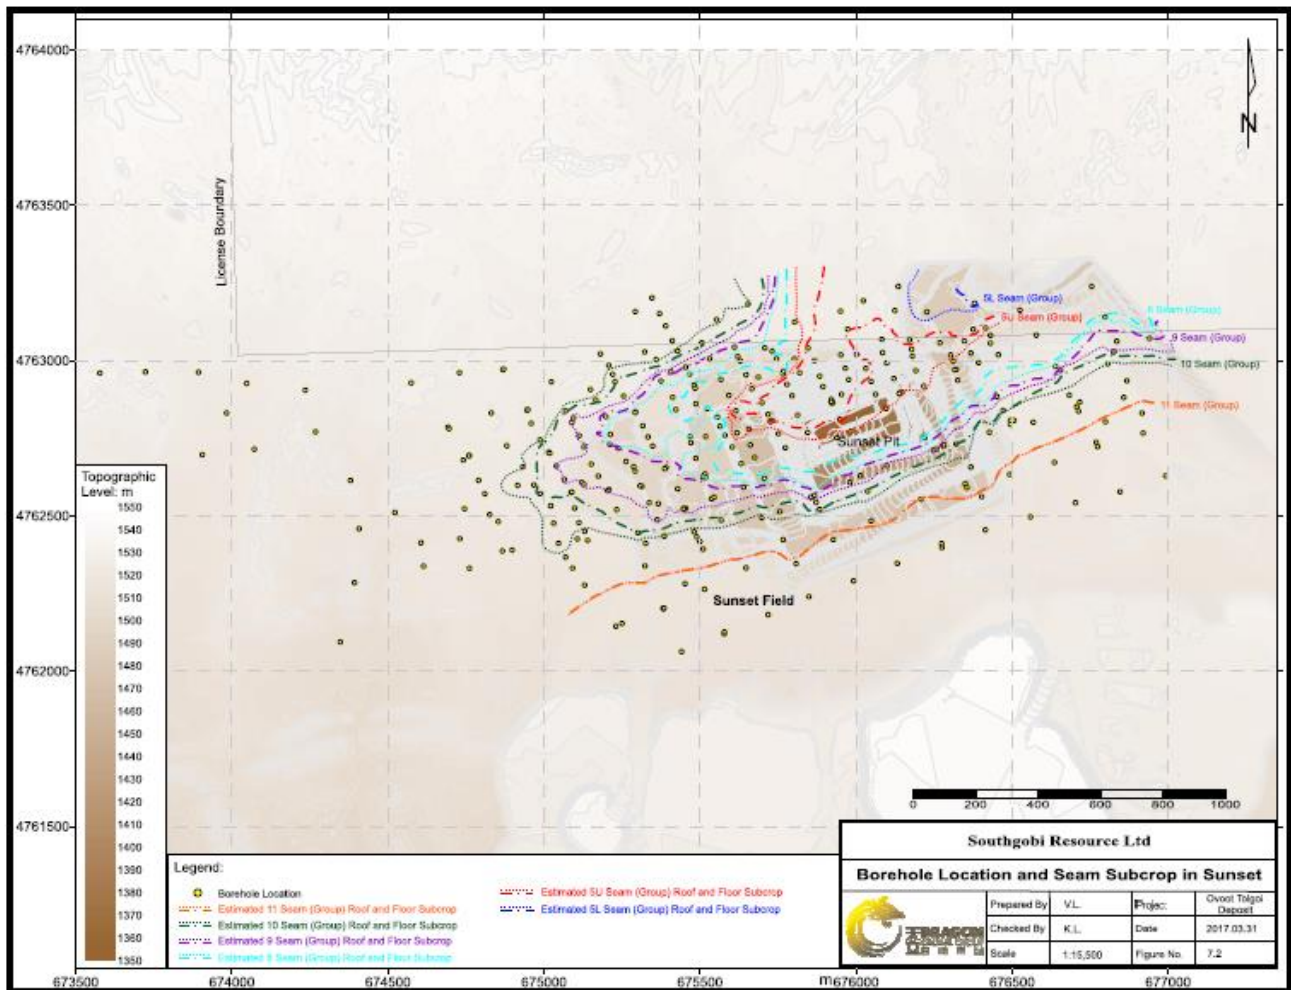 4764000
4763500
4763000
4762500
4762000
4761500
License Boundary
N
5L Seam (Group)
5U Seam (Group)
8 Seam (Group)
9 Seam (Group)
10 Seam (Group)
11 Seam (Group)
Sunset Pit
Sunset Field
Topographic
Level: m
1550
1540
1530
1520
1510
1500
1490
1480
1470
1460
1450
1440
1430
1420
1410
1400
1390
1380
1370
1360
1350
0 200 400 600 800 1000
Legend:
Borehole Location
Estimated 11 Seam (Group) Roof and Floor Subcrop
Estimated 10 Seam (Group) Roof and Floor Subcrop
Estimated 9 Seam (Group) Roof and Floor Subcrop
Estimated 8 Seam (Group) Roof and Floor Subcrop
Estimated 5U Seam (Group) Roof and Floor Subcrop
Estimated 5L Seam (Group) Roof and Floor Subcrop
Southgobi Resource Ltd
Borehole Location and Seam Subcrop in Sunset
Prepared By V.L. Project Ovoot Tolgoi Deposit
Checked By K.L. Date 2017.03.31
Scale 1:15,500 Figure No. 7.2
673500 674000 674500 675000 675500 m 676000 676500 677000